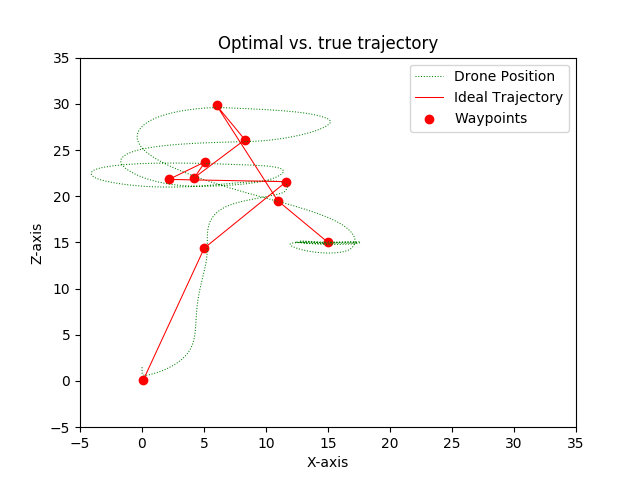 Optimal vs. true trajectory
Drone Position
Ideal Trajectory
Waypoints
Z-axis
35
30
25
20
15
10
5
0
−5
−5 0 5 10 15 20 25 30 35
X-axis